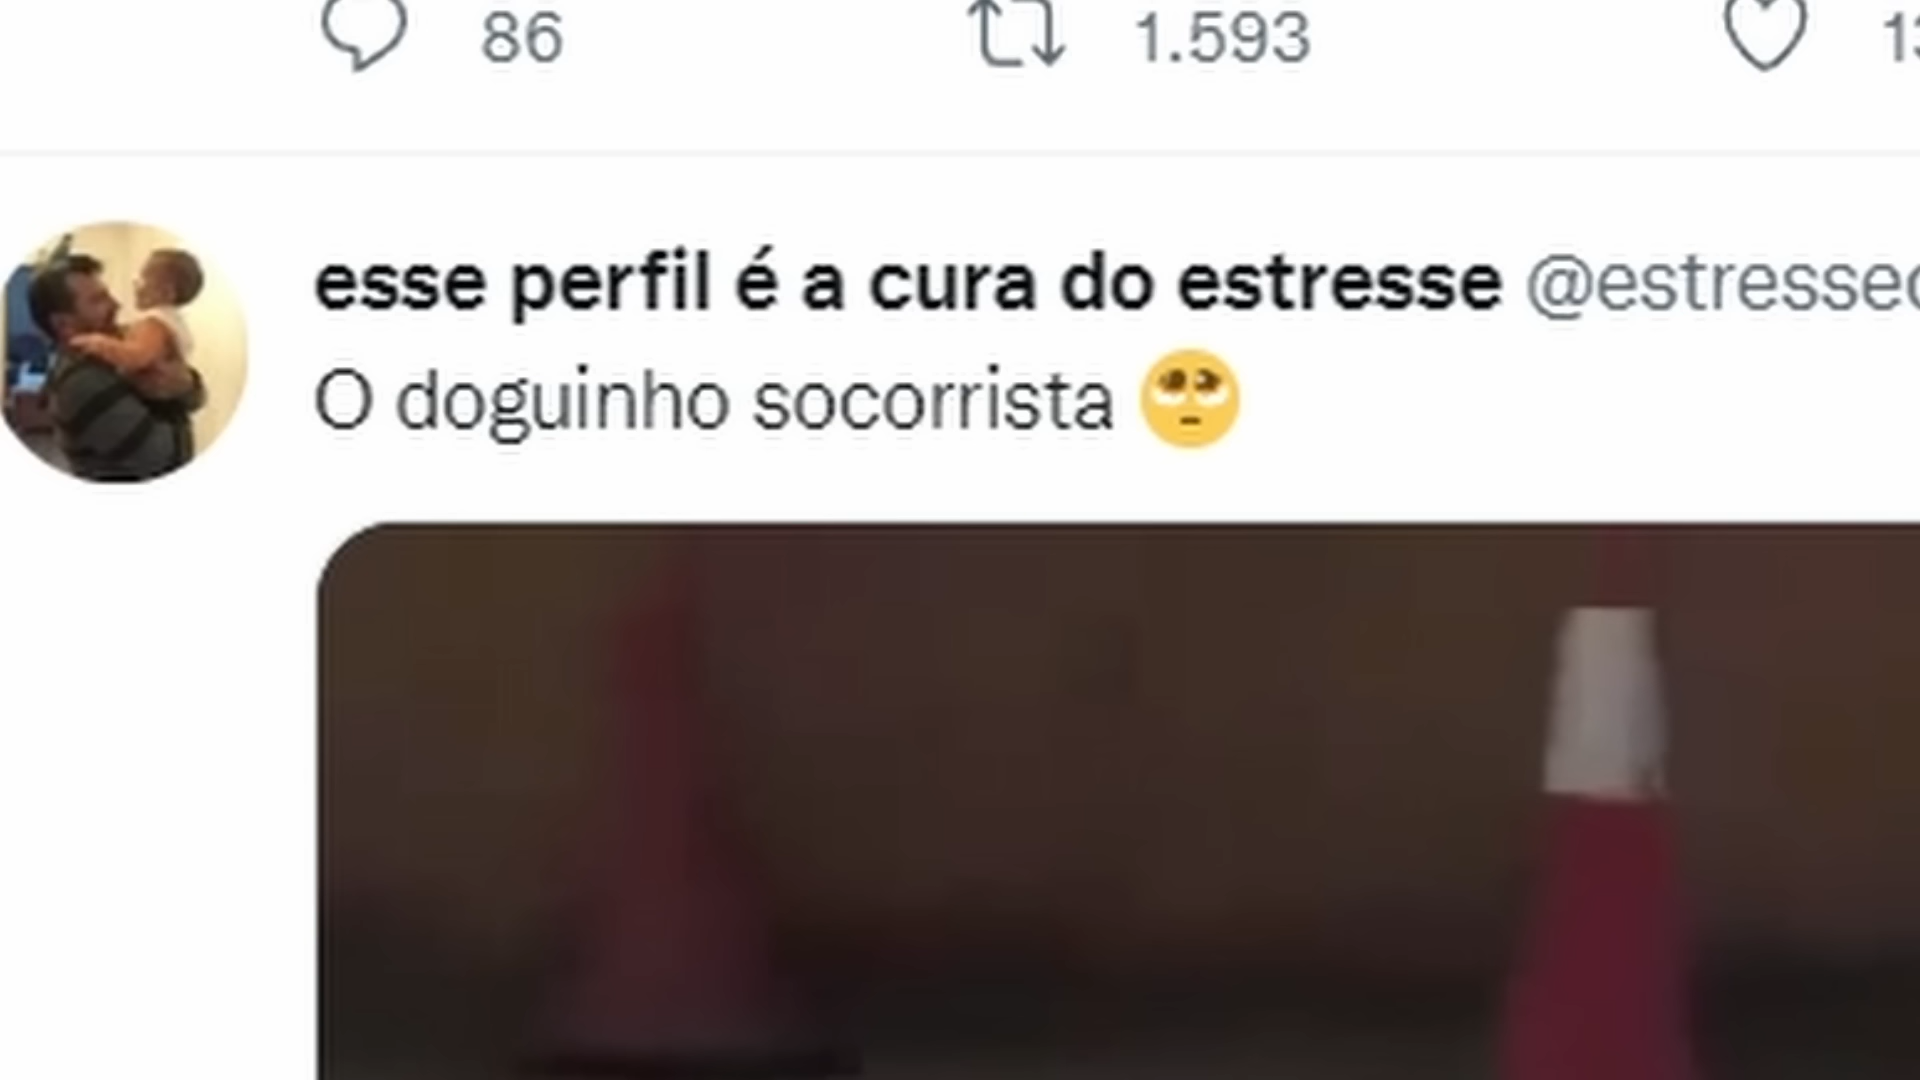 86 1.593
esse perfil é a cura do estresse
O doguinho socorrista 🥺